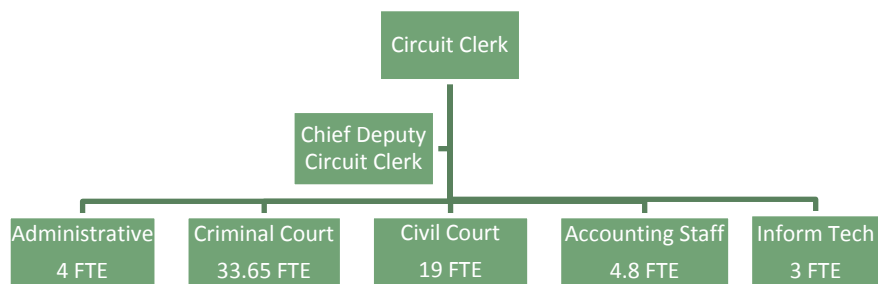 Circuit Clerk
Chief Deputy
Circuit Clerk
Administrative
4 FTE
Criminal Court
33.65 FTE
Civil Court
19 FTE
Accounting Staff
4.8 FTE
Inform Tech
3 FTE